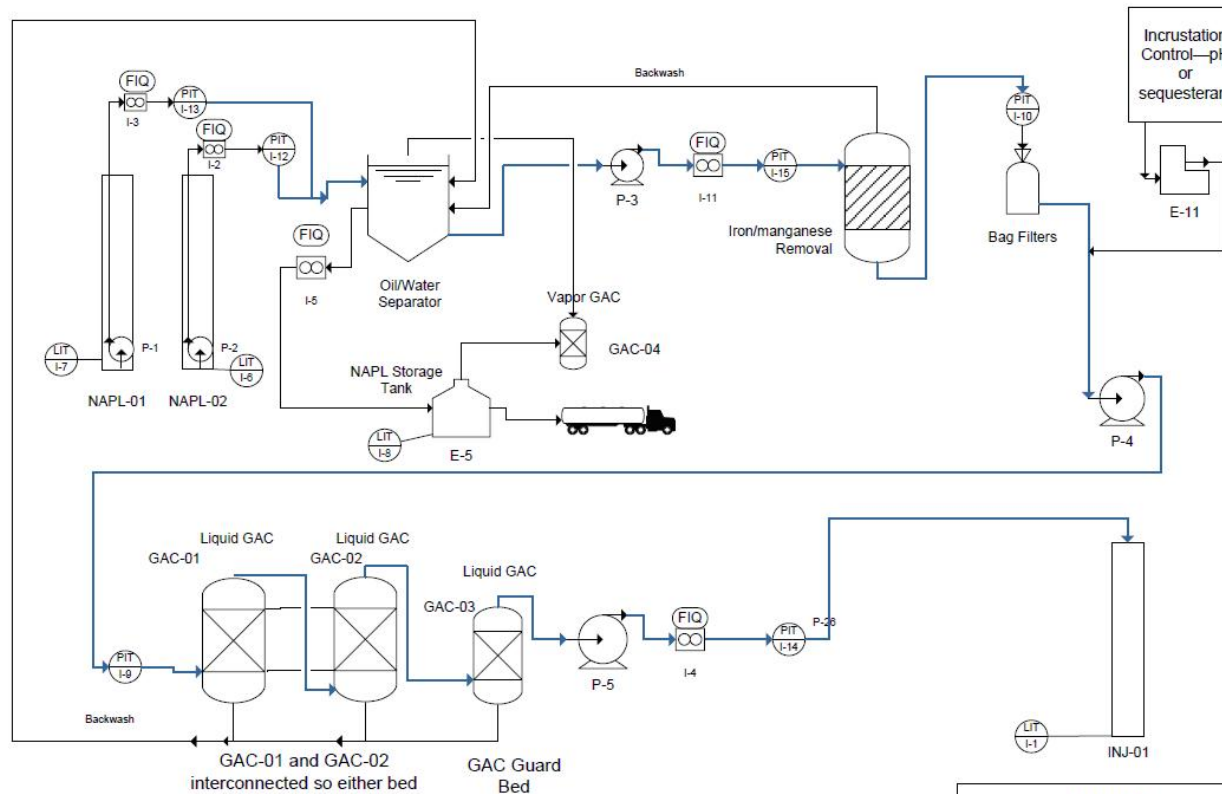 Incrustation
Control—pH
or
sequesteran
E-11
FIQ
I-3
PIT
I-13
FIQ
I-2
PIT
I-12
Backwash
PIT
I-10
FIQ
I-11
PIT
I-15
P-3
Iron/manganese
Removal
Bag Filters
FIQ
I-5
Oil/Water
Separator
Vapor GAC
GAC-04
LIT
I-7
P-1
NAPL-01
P-2
LIT
I-6
NAPL-02
NAPL Storage
Tank
LIT
I-8
E-5
P-4
Liquid GAC
GAC-01
Liquid GAC
GAC-02
Liquid GAC
GAC-03
PIT
I-9
P-5
FIQ
I-4
PIT
I-14
P-26
LIT
I-1
INJ-01
Backwash
GAC-01 and GAC-02
interconnected so either bed
GAC Guard
Bed